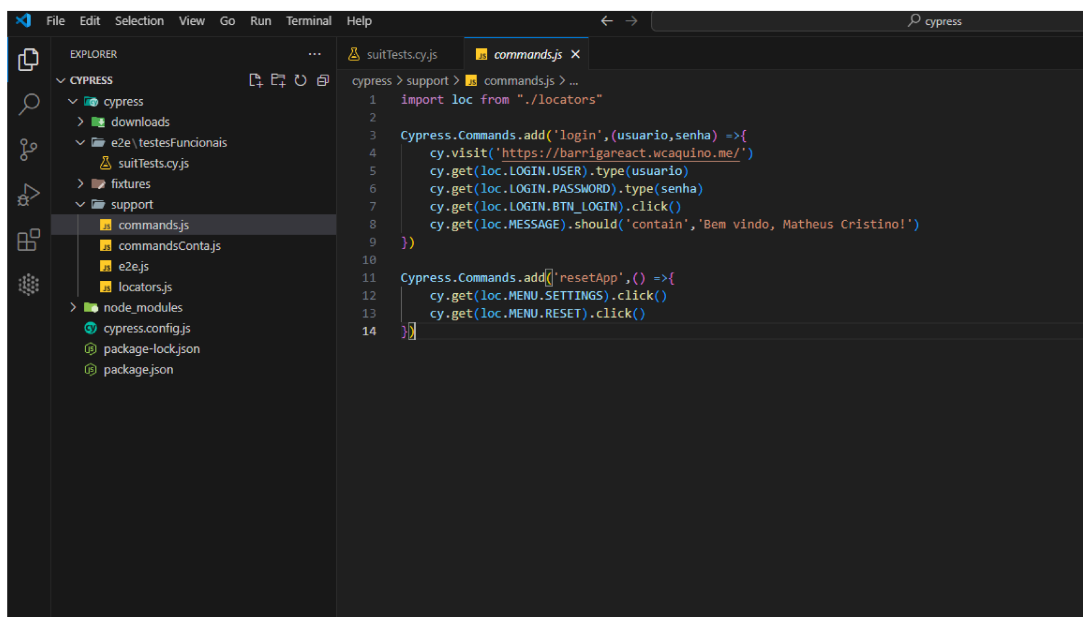 File Edit Selection View Go Run Terminal Help
cypress
EXPLORER
suitTests.cy.js
commands.js
CYPRESS
cypress > support > commands.js > ...
cypress
downloads
e2e\testesFuncionais
suitTests.cy.js
fixtures
support
commands.js
commandsConta.js
e2e.js
locators.js
node_modules
cypress.config.js
package-lock.json
package.json
1 import loc from "./locators"
2
3 Cypress.Commands.add('login',(usuario,senha) =>{
4 cy.visit('https://barrigareact.wcaquino.me/')
5 cy.get(loc.LOGIN.USER).type(usuario)
6 cy.get(loc.LOGIN.PASSWORD).type(senha)
7 cy.get(loc.LOGIN.BTN_LOGIN).click()
8 cy.get(loc.MESSAGE).should('contain','Bem vindo, Matheus Cristino!')
9 })
10
11 Cypress.Commands.add('resetApp',() =>{
12 cy.get(loc.MENU.SETTINGS).click()
13 cy.get(loc.MENU.RESET).click()
14 })